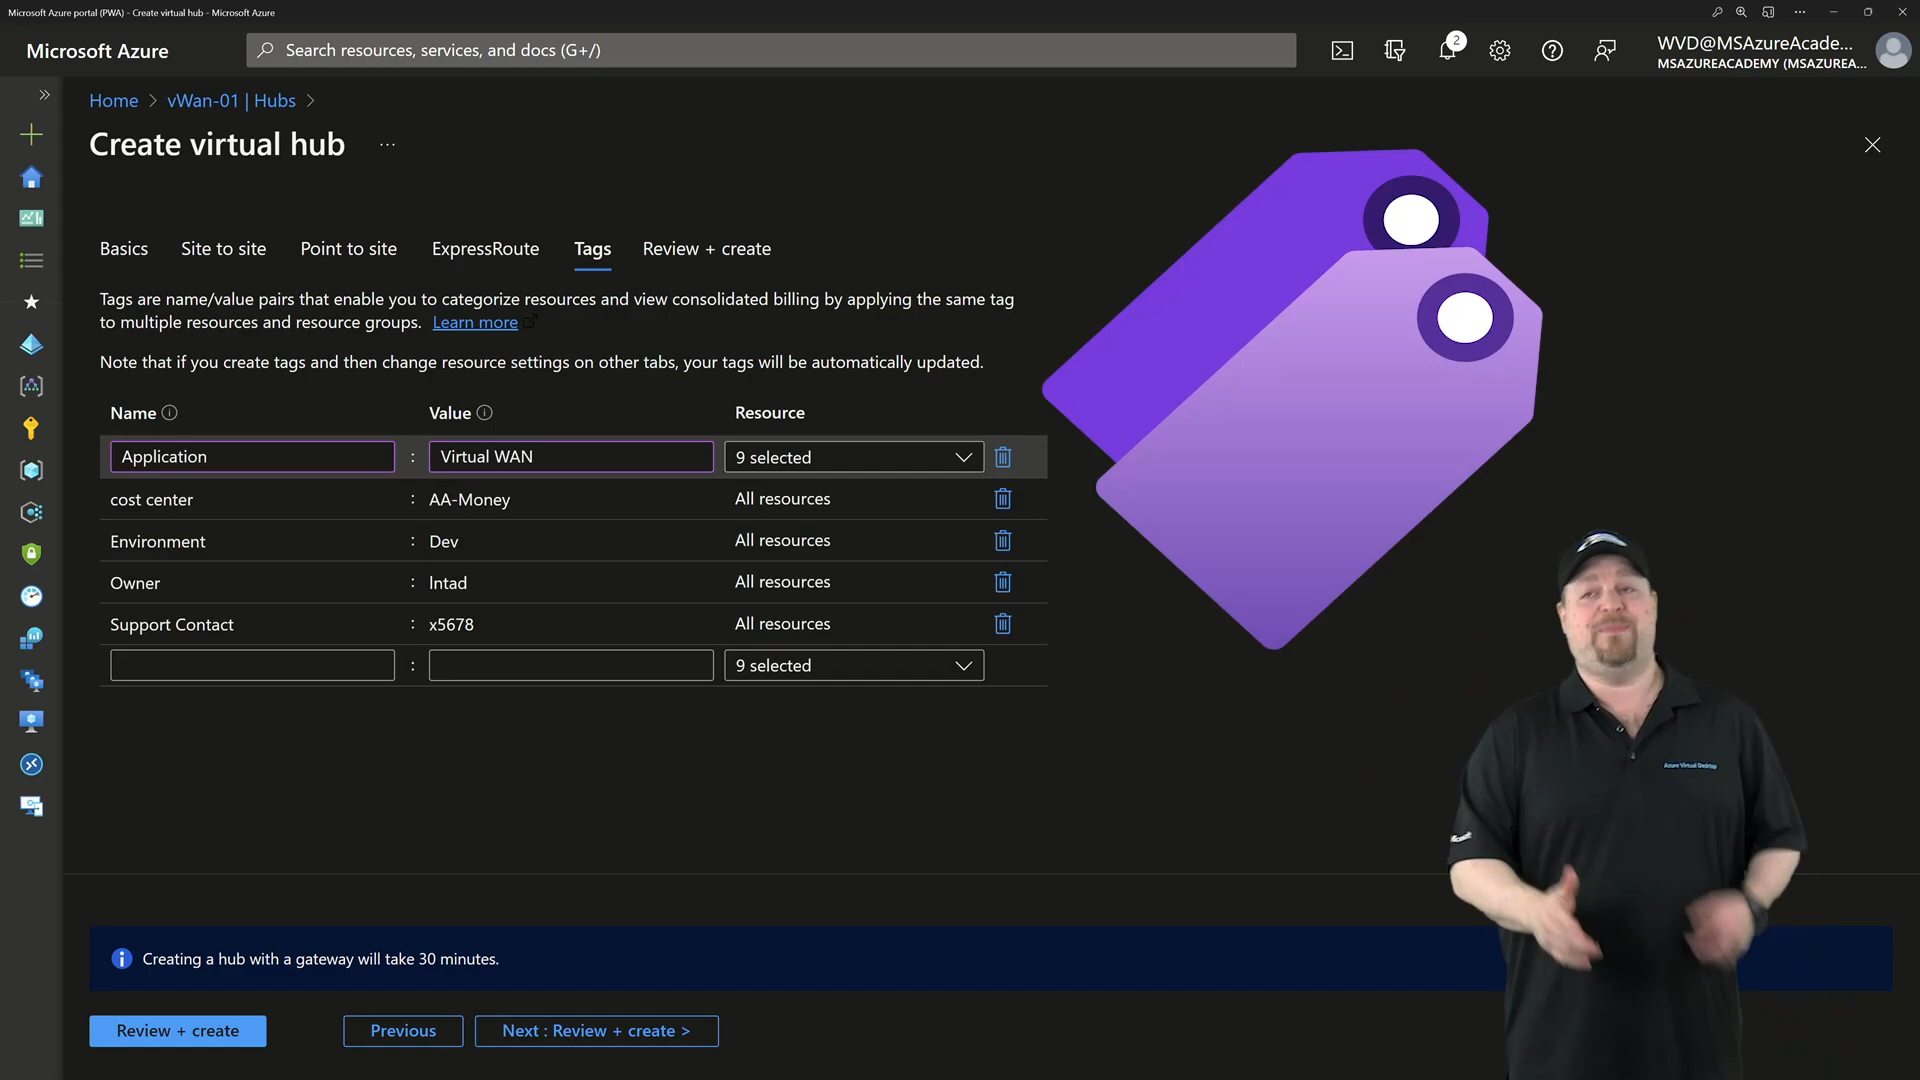 Microsoft Azure portal (PWA) - Create virtual hub - Microsoft Azure
Microsoft Azure
Search resources, services, and docs (G+/)
2
WVD@MSAzureAcade...
MSAZUREACADEMY (MSAZUREA...
Home > vWan-01 | Hubs >
Create virtual hub ...
Basics Site to site Point to site ExpressRoute Tags Review + create
Tags are name/value pairs that enable you to categorize resources and view consolidated billing by applying the same tag
to multiple resources and resource groups. Learn more
Note that if you create tags and then change resource settings on other tabs, your tags will be automatically updated.
Name Value Resource
Application : Virtual WAN 9 selected
cost center : AA-Money All resources
Environment : Dev All resources
Owner : lntad All resources
Support Contact : x5678 All resources
: 9 selected
Azure Virtual Desktop
Creating a hub with a gateway will take 30 minutes.
Review + create Previous Next : Review + create >